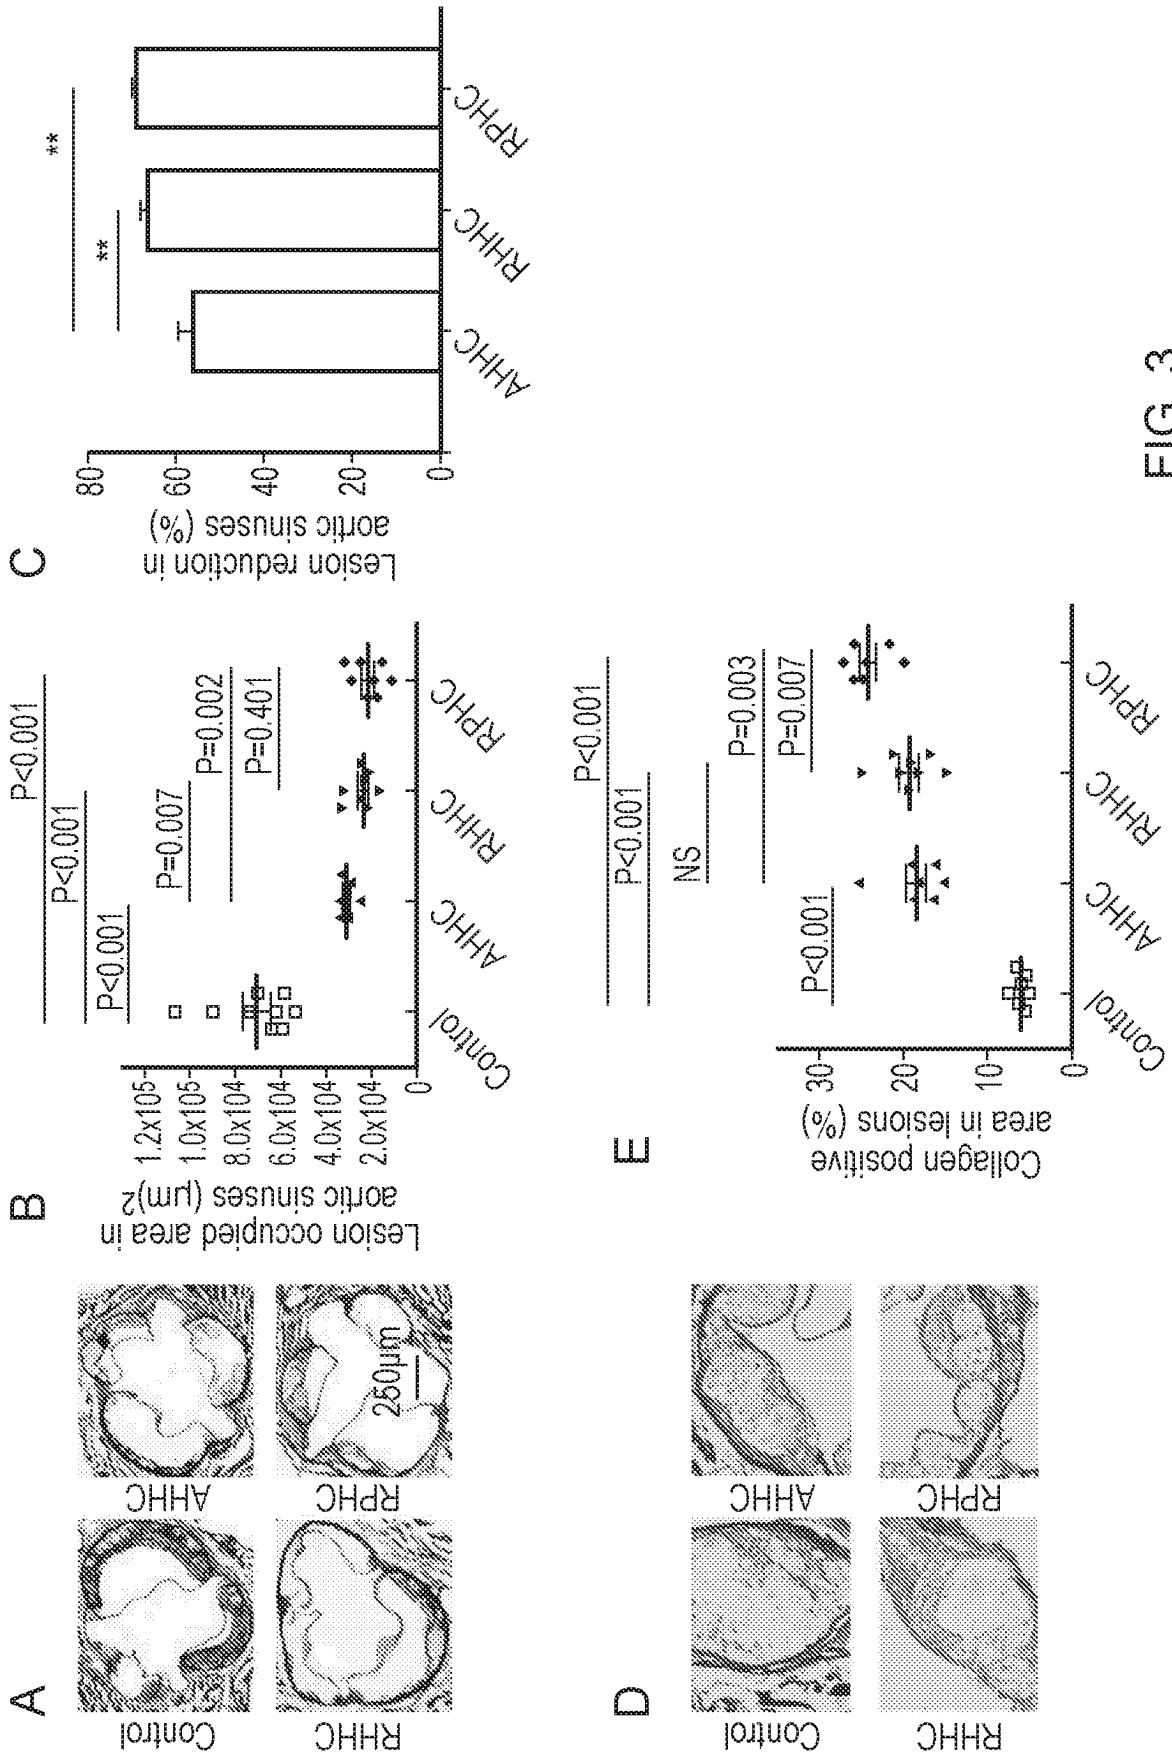 A
Control
AHHC
RHHC
RPHC
250µm
B
Lesion occupied area in
aortic sinuses (µm)²
1.2x10⁵
1.0x10⁵
8.0x10⁴
6.0x10⁴
4.0x10⁴
2.0x10⁴
0
P<0.001
P<0.001
P<0.001
P=0.007
P=0.002
P=0.401
Control
AHHC
RHHC
RPHC
C
Lesion reduction in
aortic sinuses (%)
80
60
40
20
0
**
**
AHHC
RHHC
RPHC
D
Control
AHHC
RHHC
RPHC
E
Collagen positive
area in lesions (%)
30
20
10
0
P<0.001
P<0.001
NS
P=0.003
P=0.007
P<0.001
Control
AHHC
RHHC
RPHC
FIG. 3